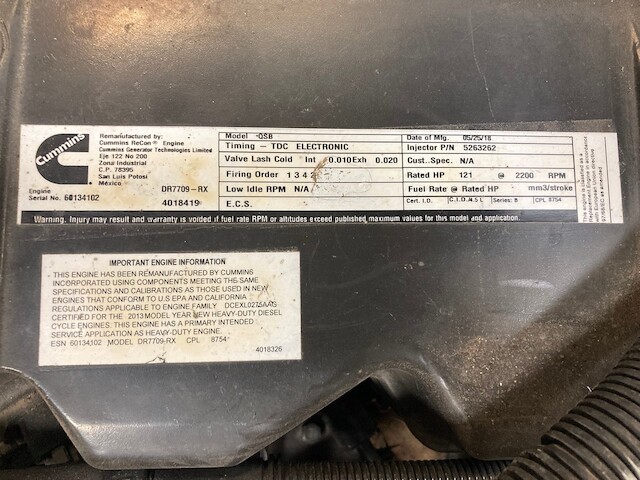 Cummins
Remanufactured by:
Cummins ReCon® Engine
Cummins Generator Technologies Limited
Eje 122 No 200
Zona Industrial
C.P. 78395
San Luis Potosi
México
Engine
Serial No. 60134102
DR7709-RX
4018419
Model QSB
Timing - TDC ELECTRONIC
Valve Lash Cold Int 0.010 Exh 0.020
Firing Order 1 3 4 2
Low Idle RPM N/A
E.C.S.
Date of Mfg. 05/25/18
Injector P/N 5263262
Cust. Spec. N/A
Rated HP 121 @ 2200 RPM
Fuel Rate @ Rated HP mm3/stroke
Cert. I.D. C.I.D./I.S.L Series: B CPL 8754
Warning. Injury may result and warranty is voided if fuel rate RPM or altitudes exceed published maximum values for this model and application.
IMPORTANT ENGINE INFORMATION
THIS ENGINE HAS BEEN REMANUFACTURED BY CUMMINS
INCORPORATED USING COMPONENTS MEETING THE SAME
SPECIFICATIONS AND CALIBRATIONS AS THOSE USED IN NEW
ENGINES THAT CONFORM TO U.S EPA AND CALIFORNIA
REGULATIONS APPLICABLE TO ENGINE FAMILY DCEXL0275AAG
CERTIFIED FOR THE 2013 MODEL YEAR NEW HEAVY-DUTY DIESEL
CYCLE ENGINES. THIS ENGINE HAS A PRIMARY INTENDED
SERVICE APPLICATION AS HEAVY-DUTY ENGINE.
ESN 60134102 MODEL DR7709-RX CPL 8754
4018326